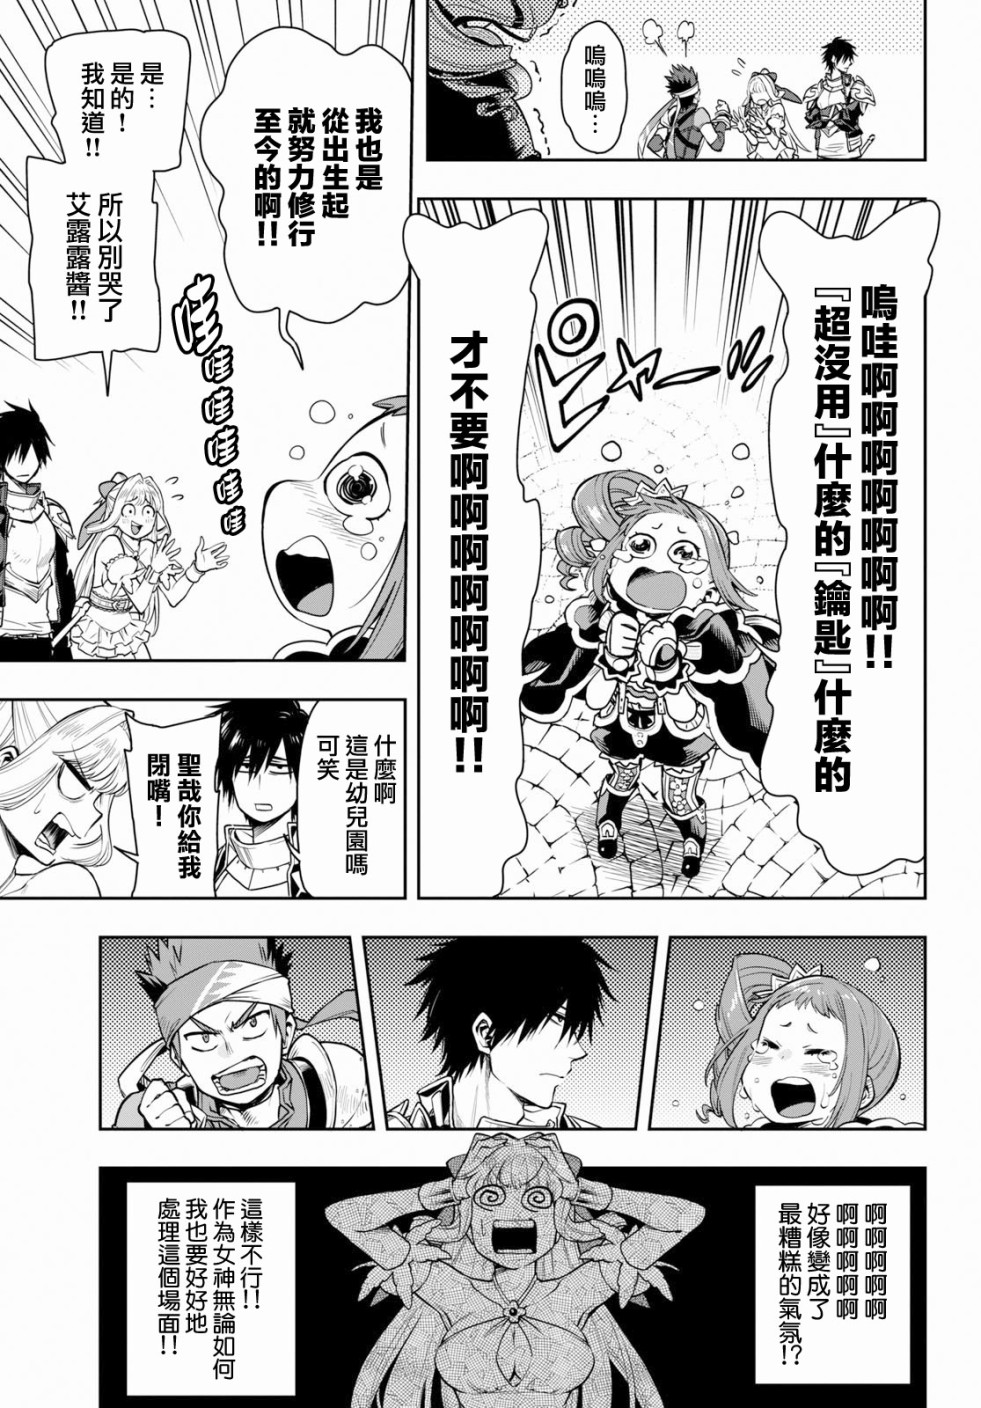 嗚嗚嗚…
嗚哇啊啊啊啊啊啊啊啊!!
『超沒用』什麼的『鑰匙』什麼的
才不要啊啊啊啊啊啊啊啊!!
ピャーッ
我也是
從出生起
就努力修行
至今的啊!!
是…
是的！
我知道!!
所以別哭了
艾露露醬!!
哇哇哇哇哇哇
什麼啊
這是幼兒園嗎
可笑
聖哉你給我
閉嘴！
啊啊啊啊
啊啊啊啊
好像變成了
最糟糕的氣氛!?
這樣不行!!
作為女神無論如何
我也要好好地
處理這個場面!!